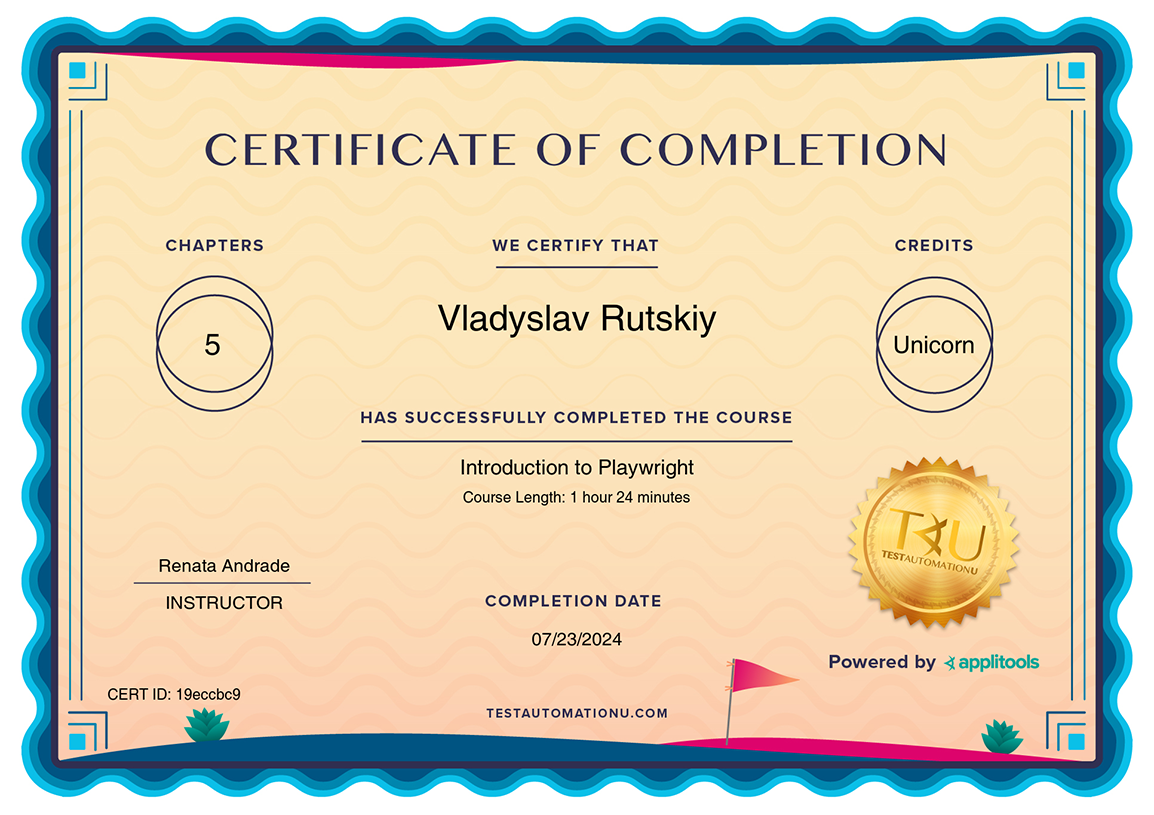 CERTIFICATE OF COMPLETION
CHAPTERS
5
WE CERTIFY THAT
Vladyslav Rutskiy
CREDITS
Unicorn
HAS SUCCESSFULLY COMPLETED THE COURSE
Introduction to Playwright
Course Length: 1 hour 24 minutes
TAU
TESTAUTOMATIONU
Renata Andrade
INSTRUCTOR
COMPLETION DATE
07/23/2024
Powered by applitools
CERT ID: 19eccbc9
TESTAUTOMATIONU.COM